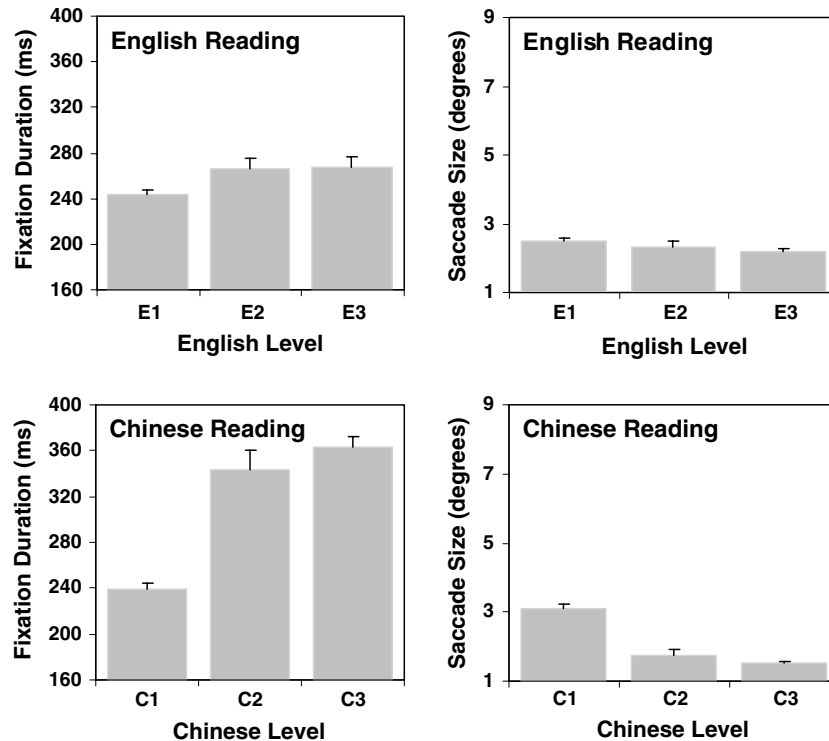 English Reading
Fixation Duration (ms)
400
360
320
280
240
200
160
E1 E2 E3
English Level
English Reading
Saccade Size (degrees)
9
7
5
3
1
E1 E2 E3
English Level
Chinese Reading
Fixation Duration (ms)
400
360
320
280
240
200
160
C1 C2 C3
Chinese Level
Chinese Reading
Saccade Size (degrees)
9
7
5
3
1
C1 C2 C3
Chinese Level